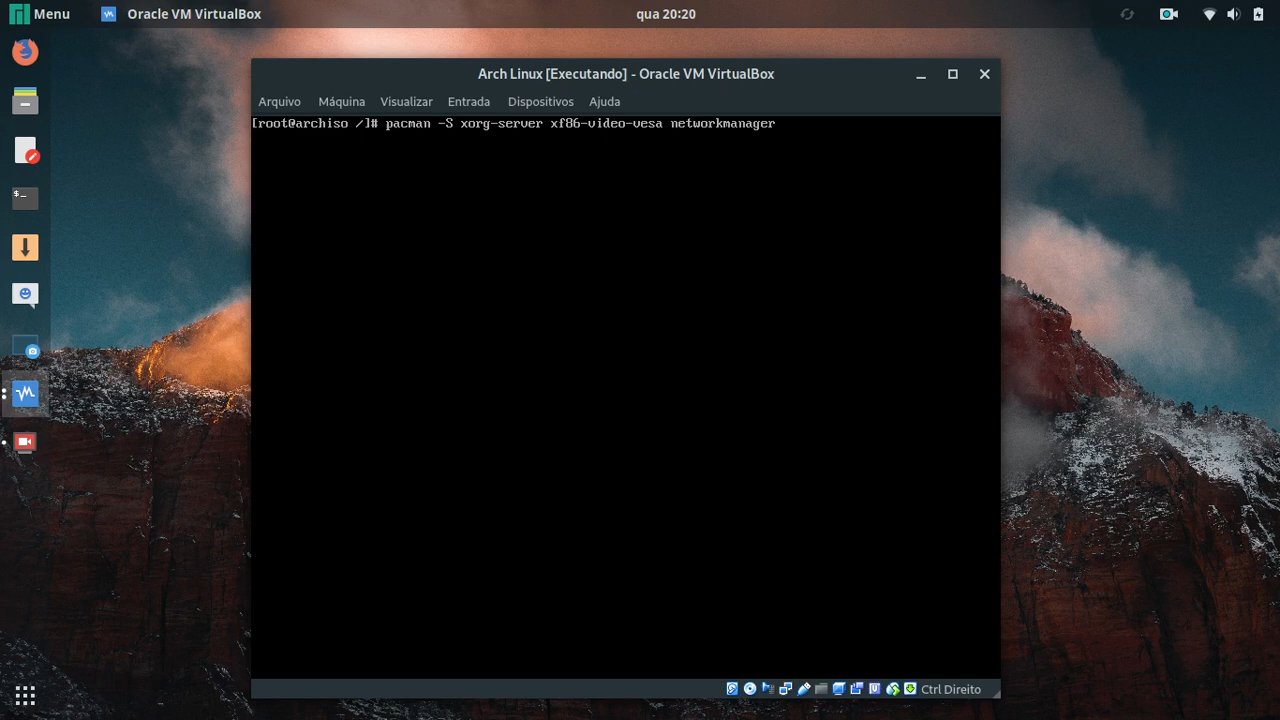 Menu
Oracle VM VirtualBox
qua 20:20
Arch Linux [Executando] - Oracle VM VirtualBox
Arquivo Máquina Visualizar Entrada Dispositivos Ajuda
[root@archiso /]# pacman -S xorg-server xf86-video-vesa networkmanager
$_
Ctrl Direito